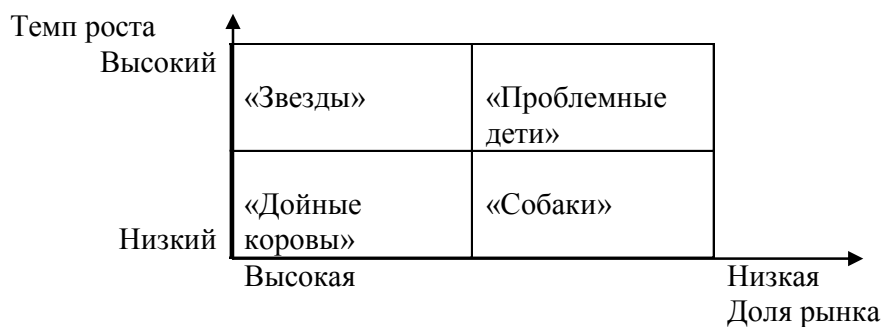 Темп роста
Высокий
«Звезды»
«Проблемные
дети»
«Дойные
коровы»
«Собаки»
Низкий
Высокая
Низкая
Доля рынка